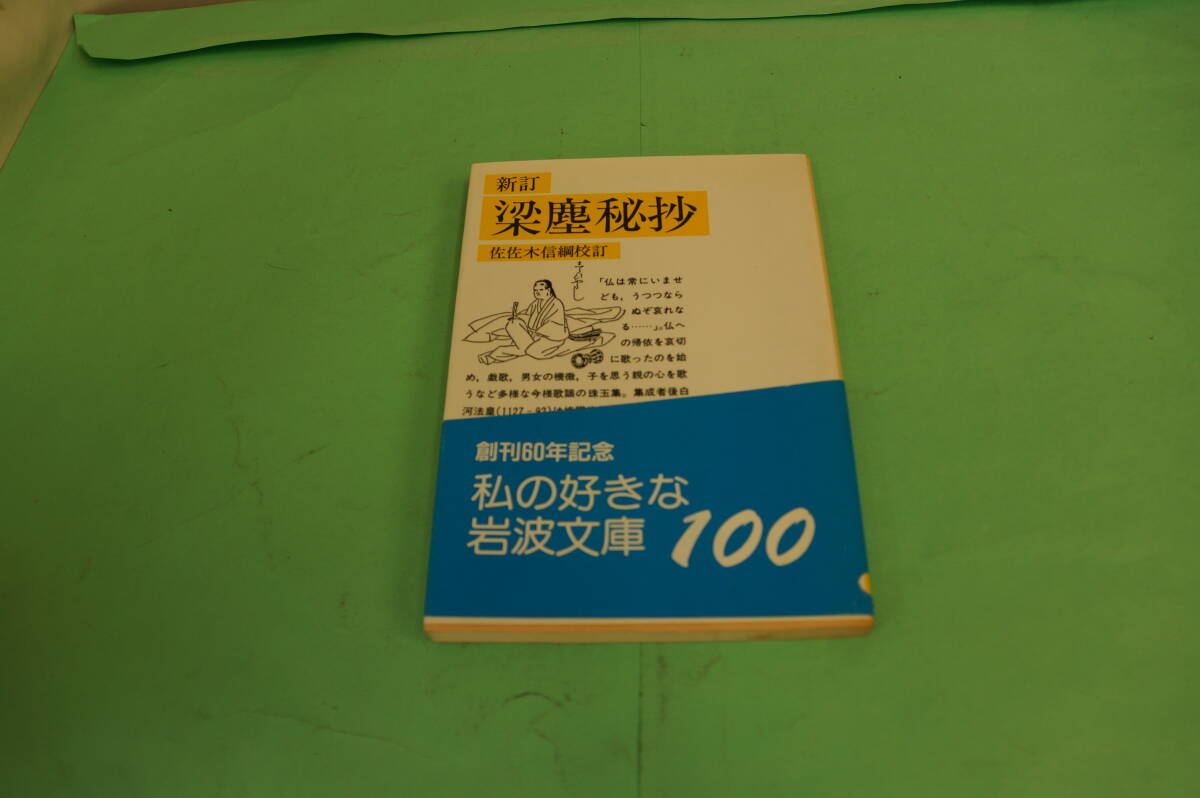 新訂
梁塵秘抄
佐佐木信綱校訂
「仏は常にいませ
ども，うつつなら
ぬぞ哀れな
る……」。仏へ
の帰依を哀切
に歌ったのを始
め，戯歌，男女の機微，子を思う親の心を歌
うなど多様な今様歌謡の珠玉集。集成者後白
河法皇(1127－92)は
創刊60年記念
私の好きな
岩波文庫
100